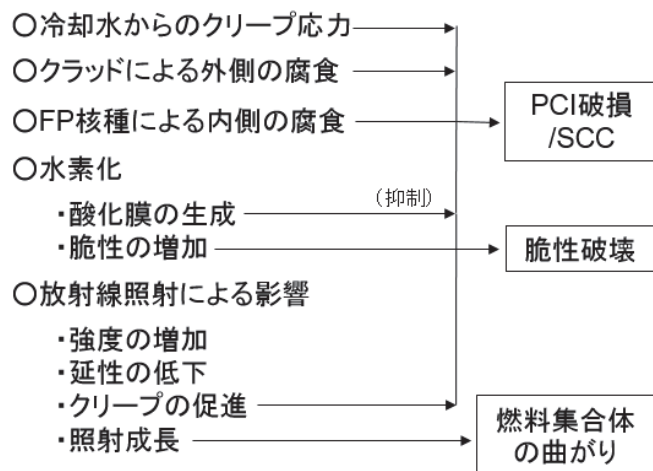 ○冷却水からのクリープ応力
○クラッドによる外側の腐食
○FP核種による内側の腐食
PCI破損
/SCC
○水素化
・酸化膜の生成
(抑制)
・脆性の増加
脆性破壊
○放射線照射による影響
・強度の増加
・延性の低下
・クリープの促進
・照射成長
燃料集合体
の曲がり